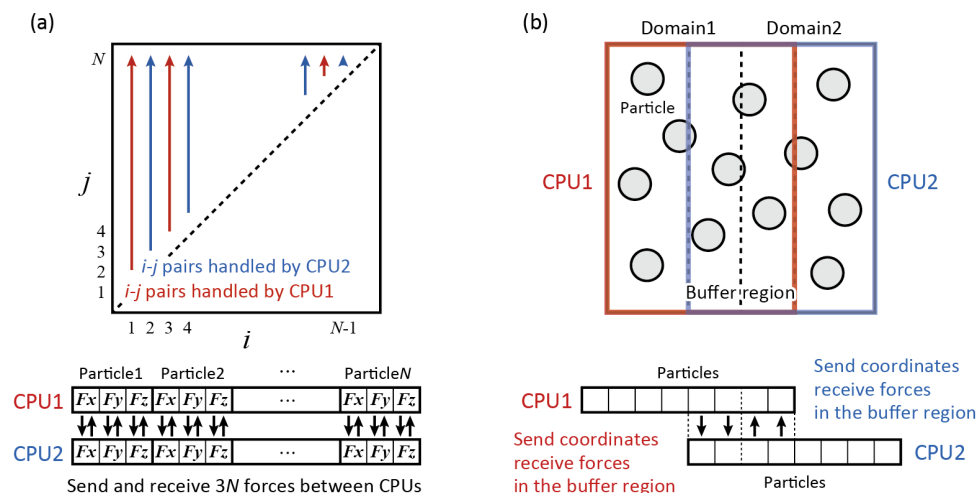 (a)
N
j
4
3
2
1
i-j pairs handled by CPU2
i-j pairs handled by CPU1
1 2 3 4 N-1
i
Particle1 Particle2 ... ParticleN
CPU1 Fx Fy Fz Fx Fy Fz ... Fx Fy Fz
CPU2 Fx Fy Fz Fx Fy Fz ... Fx Fy Fz
Send and receive 3N forces between CPUs
(b)
Domain1 Domain2
Particle
CPU1 CPU2
Buffer region
Particles
CPU1
Send coordinates
receive forces
in the buffer region
Send coordinates
receive forces
in the buffer region
CPU2
Particles